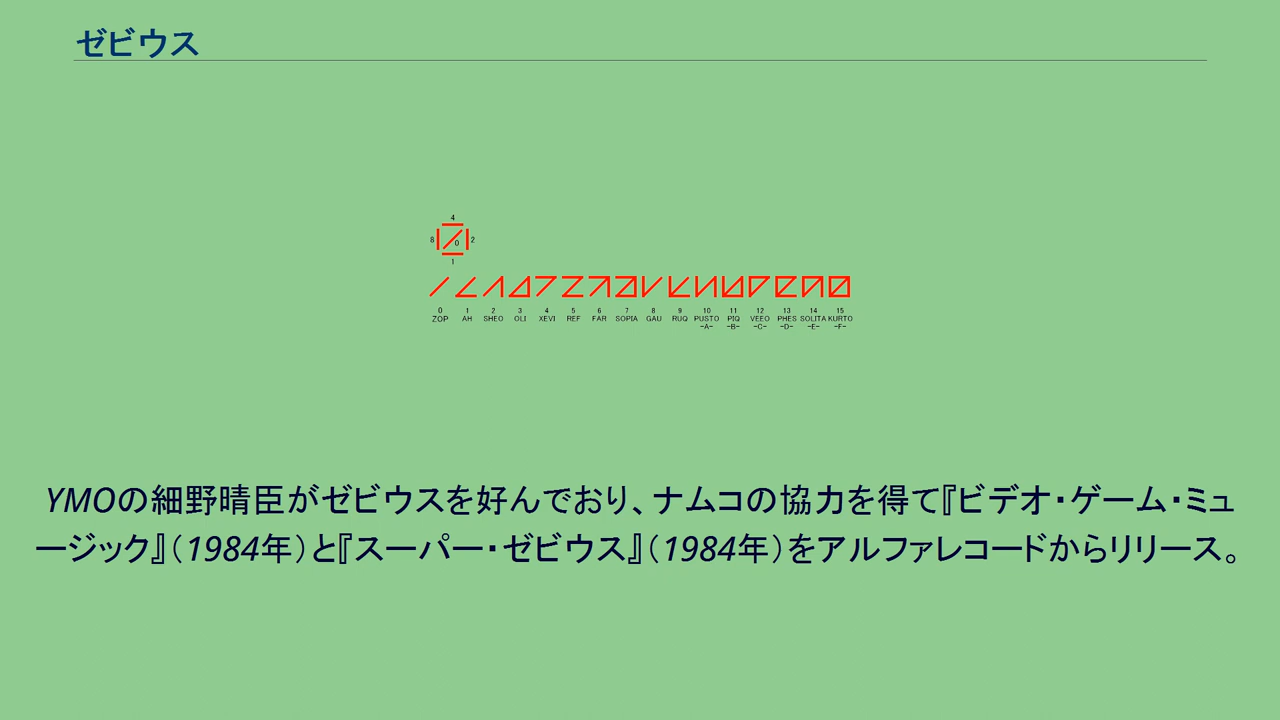 ゼビウス
4
8 0 2
1
0 1 2 3 4 5 6 7 8 9 10 11 12 13 14 15
ZOP AH SHEO OLI XEVI REF FAR SOPIA GAU RUQ PUSTO PIQ VEEO PHES SOLITA KURTO
-A- -B- -C- -D- -E- -F-
YMOの細野晴臣がゼビウスを好んでおり、ナムコの協力を得て『ビデオ・ゲーム・ミュ
ージック』（1984年）と『スーパー・ゼビウス』（1984年）をアルファレコードからリリース。